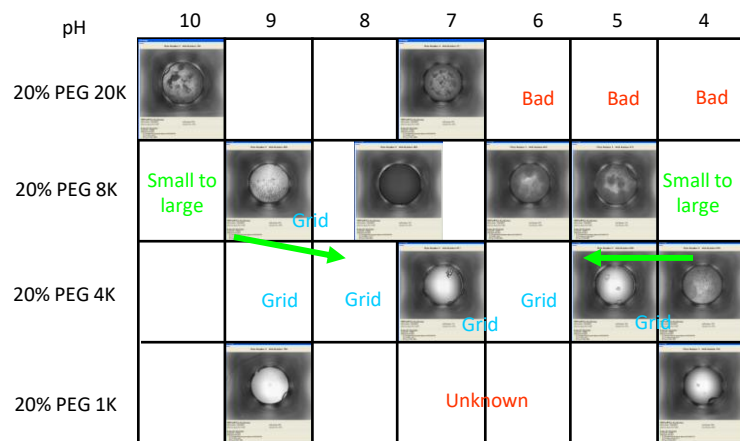 pH 10 9 8 7 6 5 4
20% PEG 20K Bad Bad Bad
20% PEG 8K Small to large Grid Small to large
20% PEG 4K Grid Grid Grid Grid Grid
20% PEG 1K Unknown